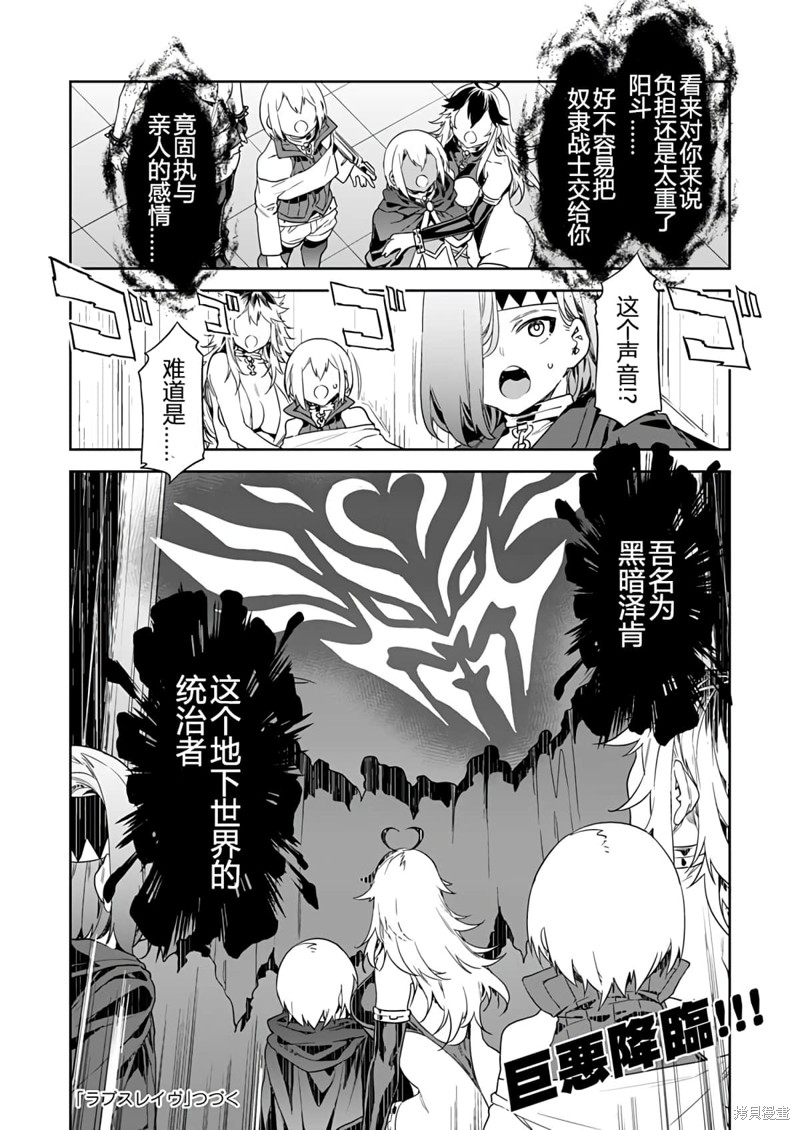 看来对你来说
负担还是太重了
阳斗……
好不容易把
奴隶战士交给你
竟固执与
亲人的感情……
ゴゴ
ゴゴ
这个声音!?
难道是……
吾名为
黑暗泽肯
这个地下世界的
统治者
巨悪降臨!!!
「ラブスレイヴ」つづく
拷貝漫畫